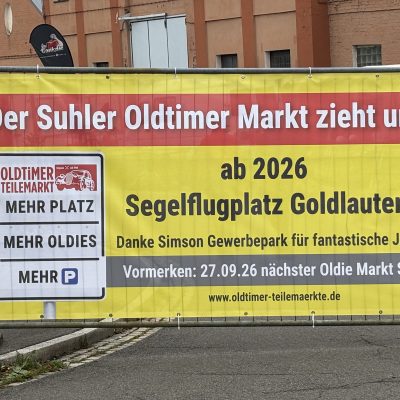 Der Suhler Oldtimer Markt zieht u
OLDTIMER
TEILEMARKT
MEHR PLATZ
MEHR OLDIES
MEHR P
ab 2026
Segelflugplatz Goldlauter
Danke Simson Gewerbepark für fantastische J
Vormerken: 27.09.26 nächster Oldie Markt S
www.oldtimer-teilemaerkte.de